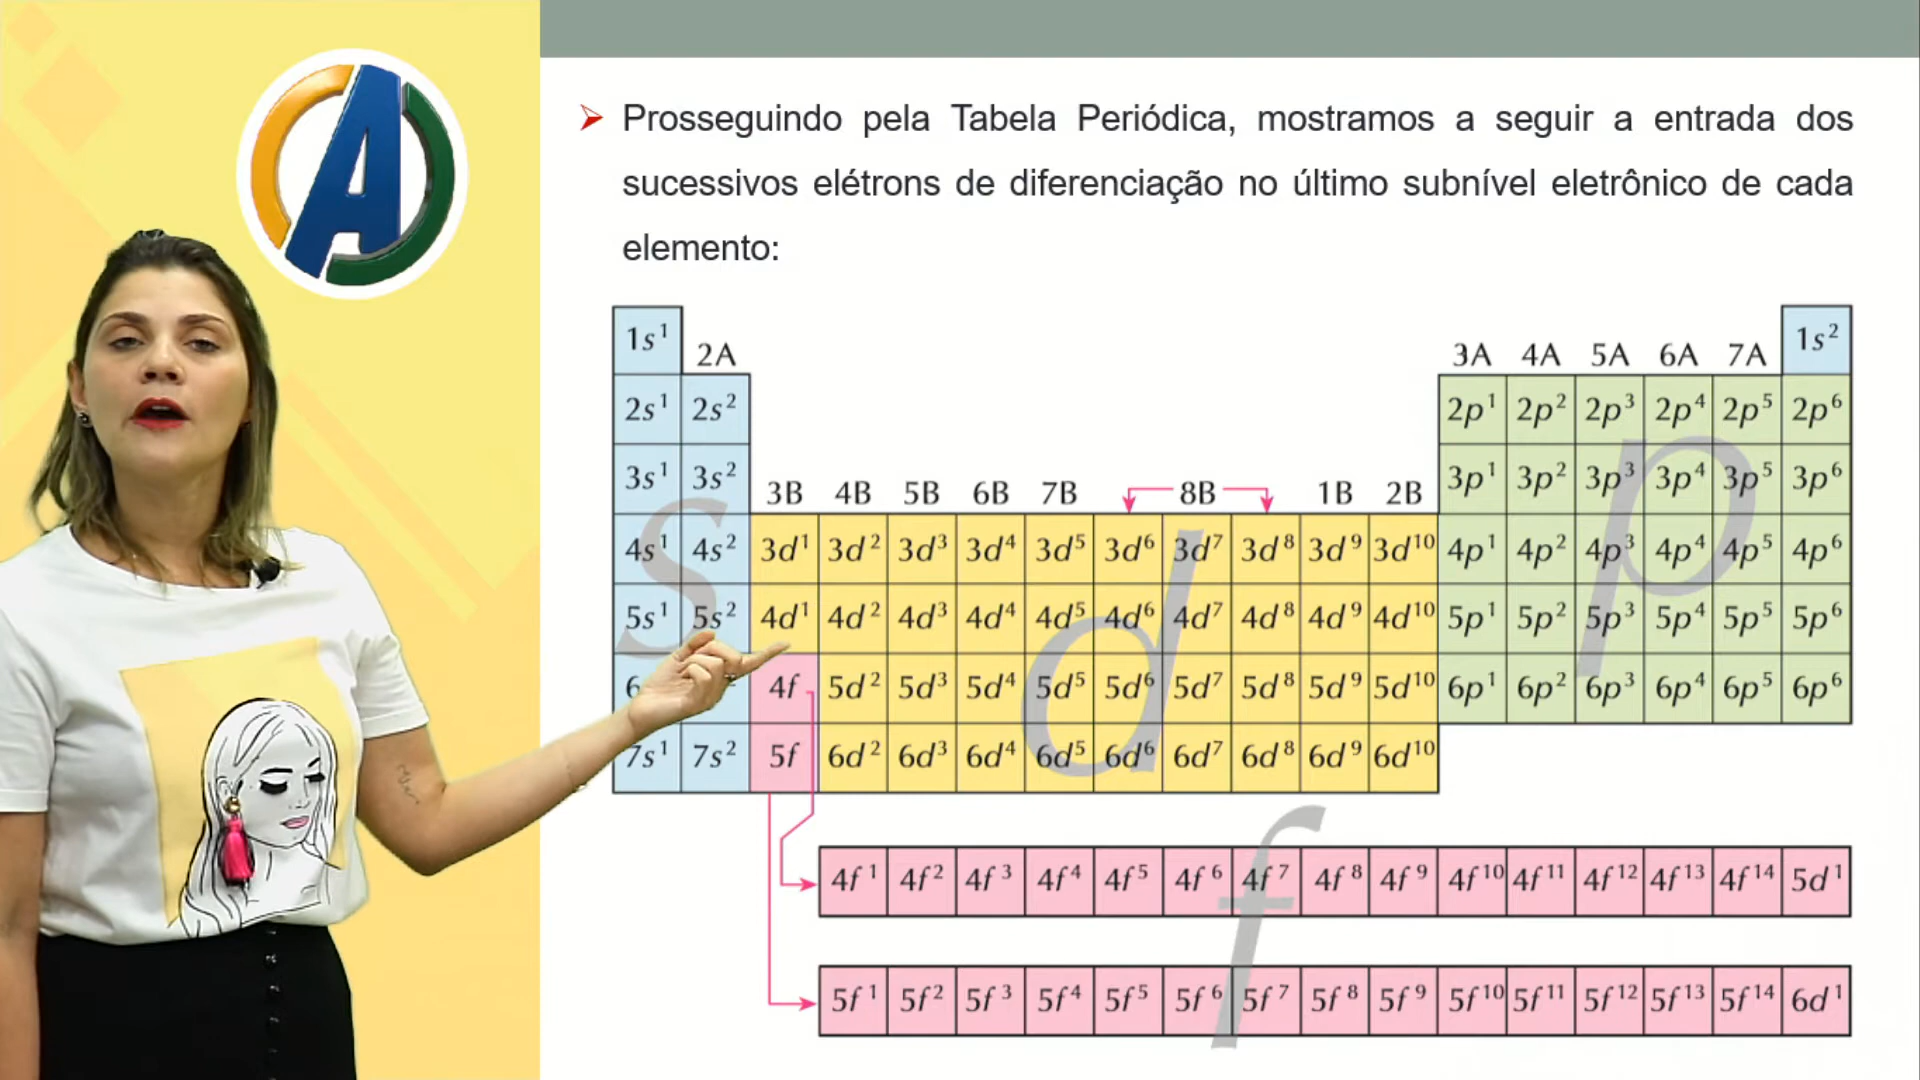 A
Prosseguindo pela Tabela Periódica, mostramos a seguir a entrada dos
sucessivos elétrons de diferenciação no último subnível eletrônico de cada
elemento:
1s¹ 2A 3A 4A 5A 6A 7A 1s²
2s¹ 2s² 2p¹ 2p² 2p³ 2p⁴ 2p⁵ 2p⁶
3s¹ 3s² 3B 4B 5B 6B 7B 8B 1B 2B 3p¹ 3p² 3p³ 3p⁴ 3p⁵ 3p⁶
4s¹ 4s² 3d¹ 3d² 3d³ 3d⁴ 3d⁵ 3d⁶ 3d⁷ 3d⁸ 3d⁹ 3d¹⁰ 4p¹ 4p² 4p³ 4p⁴ 4p⁵ 4p⁶
5s¹ 5s² 4d¹ 4d² 4d³ 4d⁴ 4d⁵ 4d⁶ 4d⁷ 4d⁸ 4d⁹ 4d¹⁰ 5p¹ 5p² 5p³ 5p⁴ 5p⁵ 5p⁶
6 4f 5d² 5d³ 5d⁴ 5d⁵ 5d⁶ 5d⁷ 5d⁸ 5d⁹ 5d¹⁰ 6p¹ 6p² 6p³ 6p⁴ 6p⁵ 6p⁶
7s¹ 7s² 5f 6d² 6d³ 6d⁴ 6d⁵ 6d⁶ 6d⁷ 6d⁸ 6d⁹ 6d¹⁰
s d p f
4f¹ 4f² 4f³ 4f⁴ 4f⁵ 4f⁶ 4f⁷ 4f⁸ 4f⁹ 4f¹⁰ 4f¹¹ 4f¹² 4f¹³ 4f¹⁴ 5d¹
5f¹ 5f² 5f³ 5f⁴ 5f⁵ 5f⁶ 5f⁷ 5f⁸ 5f⁹ 5f¹⁰ 5f¹¹ 5f¹² 5f¹³ 5f¹⁴ 6d¹